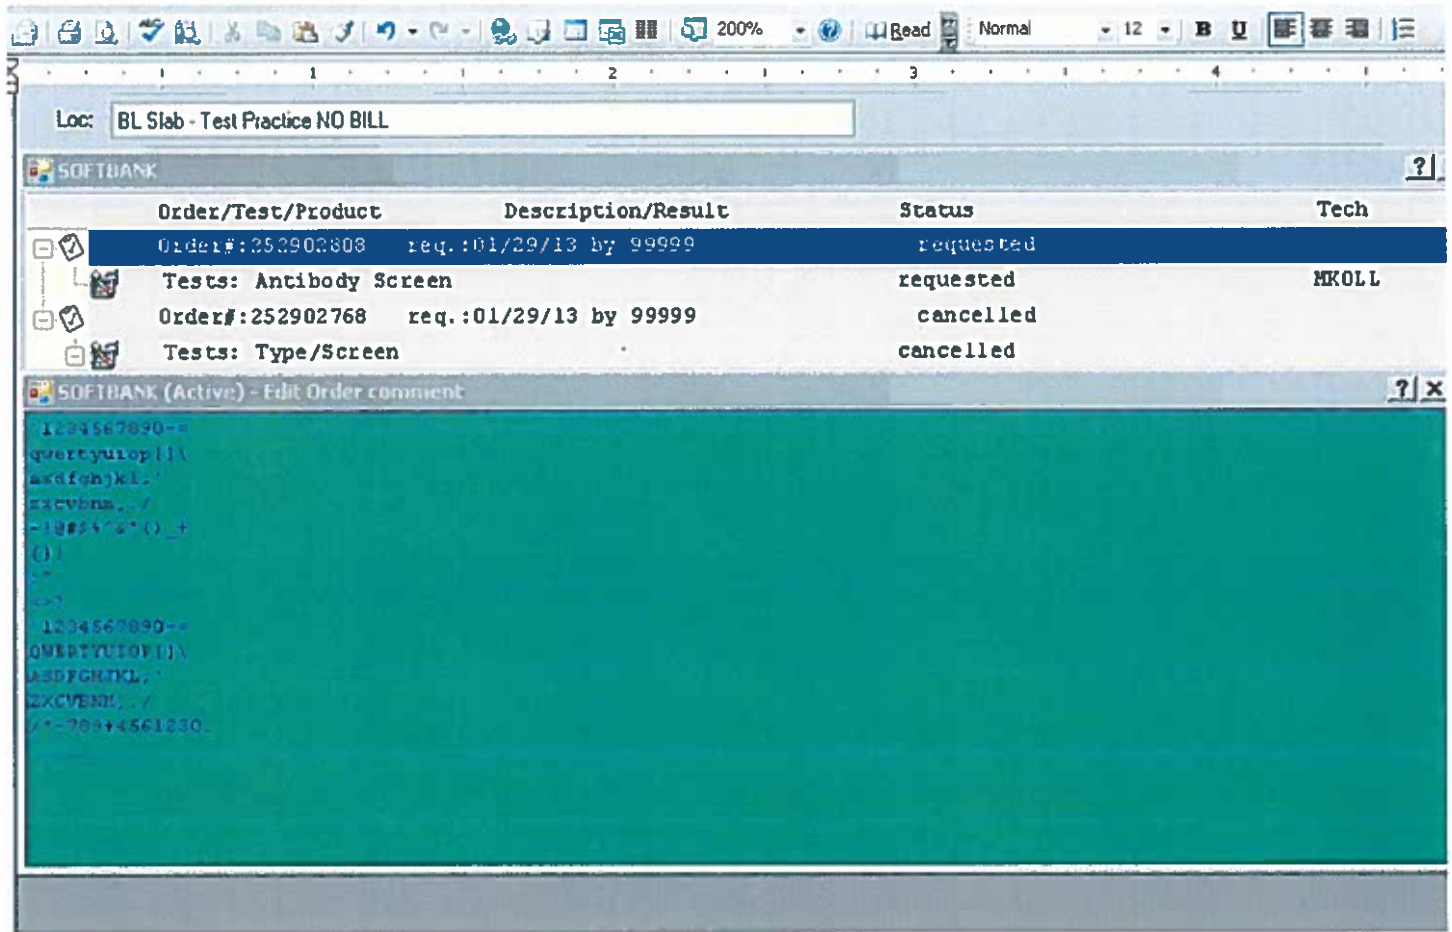 200% Read Normal 12 B U
1 2 3 4
Loc: BL Slab - Test Practice NO BILL
SOFTBANK ?
Order/Test/Product Description/Result Status Tech
Order#:252902808 req.:01/29/13 by 99999 requested
Tests: Antibody Screen requested MKOLL
Order#:252902768 req.:01/29/13 by 99999 cancelled
Tests: Type/Screen cancelled
SOFTBANK (Active) - Edit Order comment ? x
1234567890-=
qwertyuiop[]\
asdfghjkl;'
zxcvbnm,./
~!@#$%^&*()_+
{}|
:"
<>?
1234567890-=
QWERTYUIOP[]\
ASDFGHJKL;'
ZXCVBNM,./
/*-789+4561230.